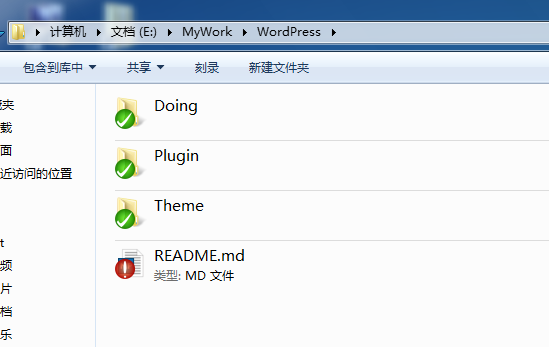 计算机 文档 (E:) MyWork WordPress
包含到库中 共享 刻录 新建文件夹
Doing
Plugin
Theme
README.md
类型: MD 文件
夹
载
面
近访问的位置
t
频
片
档
乐